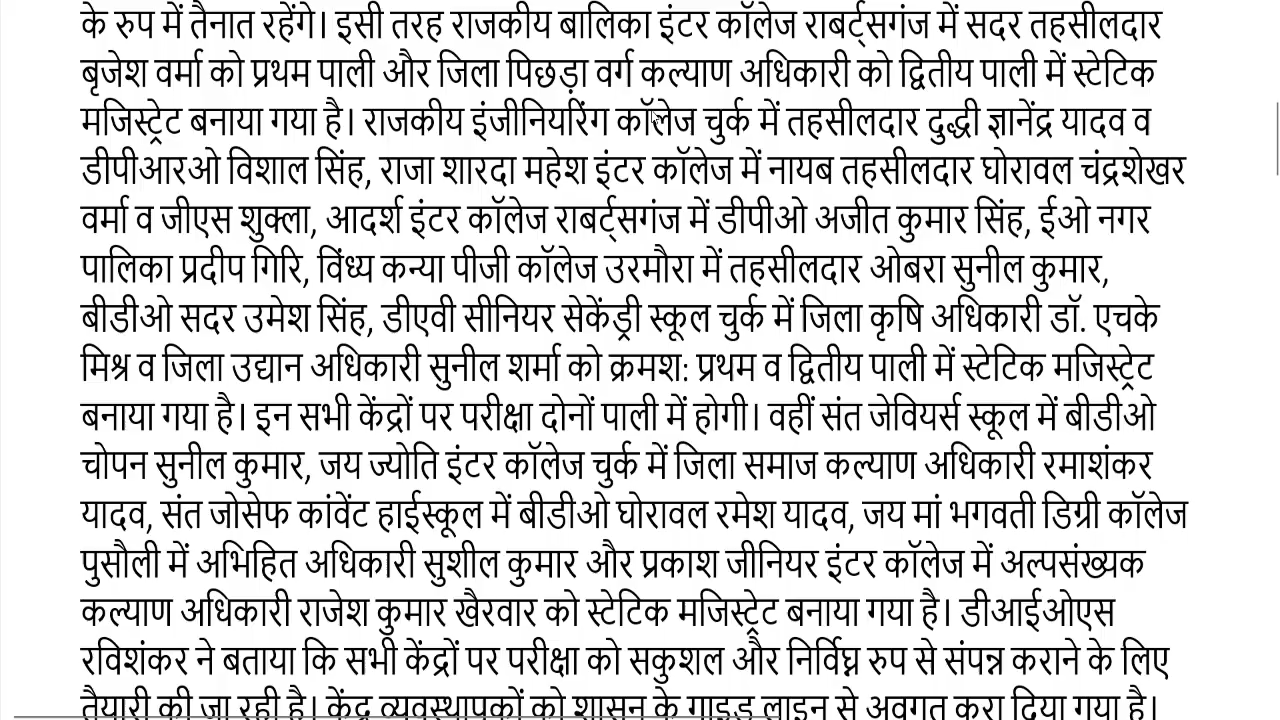 के रुप में तैनात रहेंगे। इसी तरह राजकीय बालिका इंटर कॉलेज राबर्ट्सगंज में सदर तहसीलदार
बृजेश वर्मा को प्रथम पाली और जिला पिछड़ा वर्ग कल्याण अधिकारी को द्वितीय पाली में स्टेटिक
मजिस्ट्रेट बनाया गया है। राजकीय इंजीनियरिंग कॉलेज चुर्क में तहसीलदार दुद्धी ज्ञानेंद्र यादव व
डीपीआरओ विशाल सिंह, राजा शारदा महेश इंटर कॉलेज में नायब तहसीलदार घोरावल चंद्रशेखर
वर्मा व जीएस शुक्ला, आदर्श इंटर कॉलेज राबर्ट्सगंज में डीपीओ अजीत कुमार सिंह, ईओ नगर
पालिका प्रदीप गिरि, विंध्य कन्या पीजी कॉलेज उरमौरा में तहसीलदार ओबरा सुनील कुमार,
बीडीओ सदर उमेश सिंह, डीएवी सीनियर सेकेंड्री स्कूल चुर्क में जिला कृषि अधिकारी डॉ. एचके
मिश्र व जिला उद्यान अधिकारी सुनील शर्मा को क्रमश: प्रथम व द्वितीय पाली में स्टेटिक मजिस्ट्रेट
बनाया गया है। इन सभी केंद्रों पर परीक्षा दोनों पाली में होगी। वहीं संत जेवियर्स स्कूल में बीडीओ
चोपन सुनील कुमार, जय ज्योति इंटर कॉलेज चुर्क में जिला समाज कल्याण अधिकारी रमाशंकर
यादव, संत जोसेफ कांवेंट हाईस्कूल में बीडीओ घोरावल रमेश यादव, जय मां भगवती डिग्री कॉलेज
पुसौली में अभिहित अधिकारी सुशील कुमार और प्रकाश जीनियर इंटर कॉलेज में अल्पसंख्यक
कल्याण अधिकारी राजेश कुमार खैरवार को स्टेटिक मजिस्ट्रेट बनाया गया है। डीआईओएस
रविशंकर ने बताया कि सभी केंद्रों पर परीक्षा को सकुशल और निर्विघ्न रुप से संपन्न कराने के लिए
तैयारी की जा रही है। केंद्र व्यवस्थापकों को शासन के गाइड लाइन से अवगत करा दिया गया है।